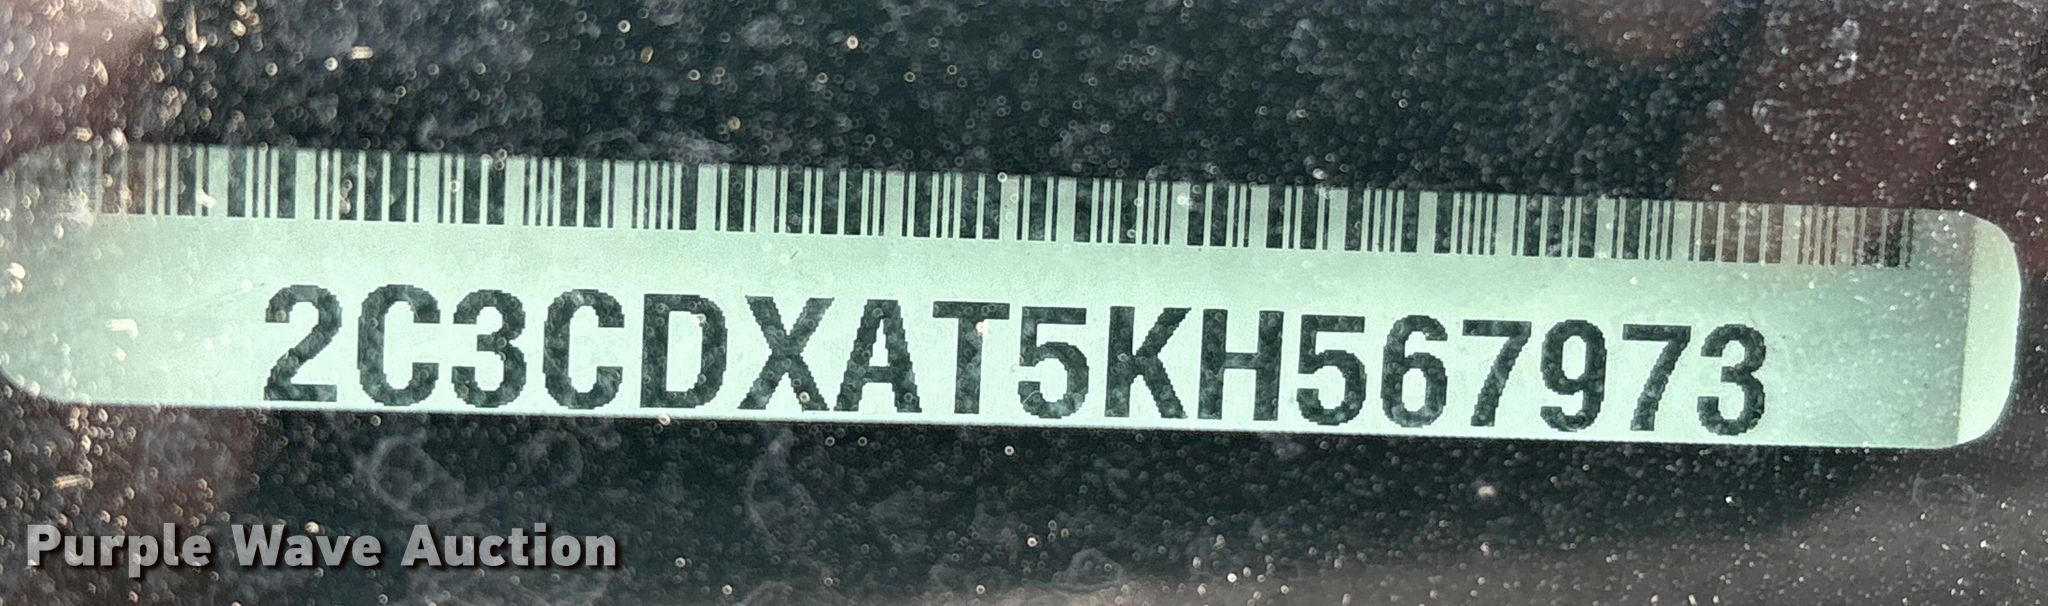 2C3CDXAT5KH567973
Purple Wave Auction